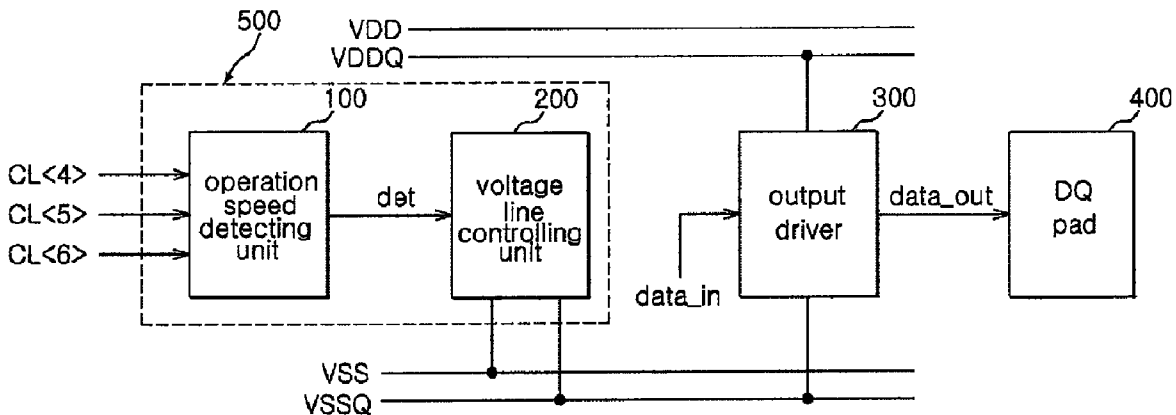 VDD
500
VDDQ
100
200
300
400
CL<4>
CL<5>
CL<6>
operation
speed
detecting
unit
det
voltage
line
controlling
unit
data_in
output
driver
data_out
DQ
pad
VSS
VSSQ